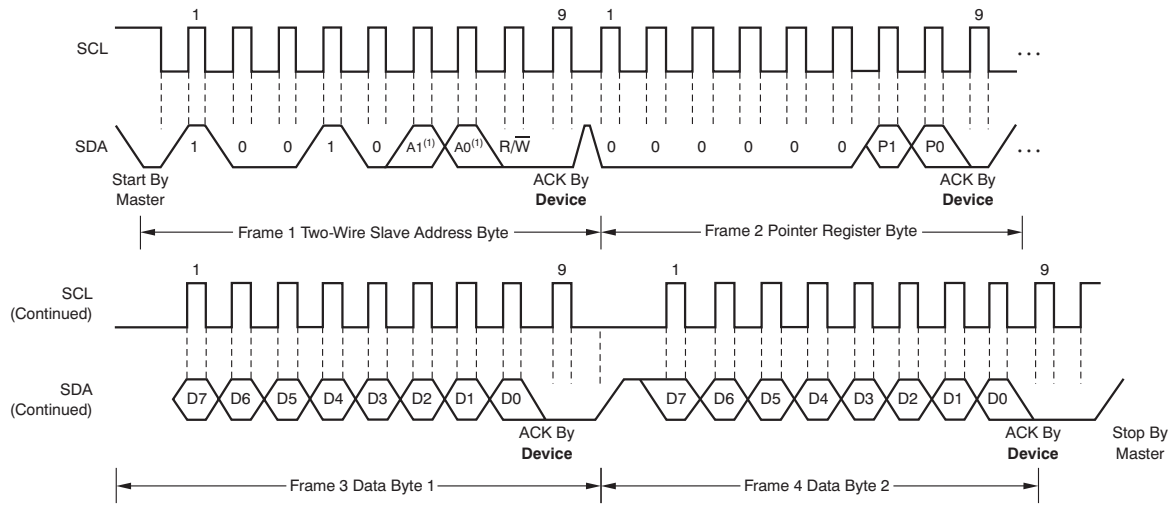 1 9 1 9
SCL ...
SDA 1 0 0 1 0 A1(1) A0(1) R/W 0 0 0 0 0 0 P1 P0 ...
Start By Master
ACK By Device
ACK By Device
Frame 1 Two-Wire Slave Address Byte
Frame 2 Pointer Register Byte
1 9 1 9
SCL
(Continued)
SDA
(Continued)
D7 D6 D5 D4 D3 D2 D1 D0 D7 D6 D5 D4 D3 D2 D1 D0
ACK By Device
ACK By Device
Stop By Master
Frame 3 Data Byte 1
Frame 4 Data Byte 2